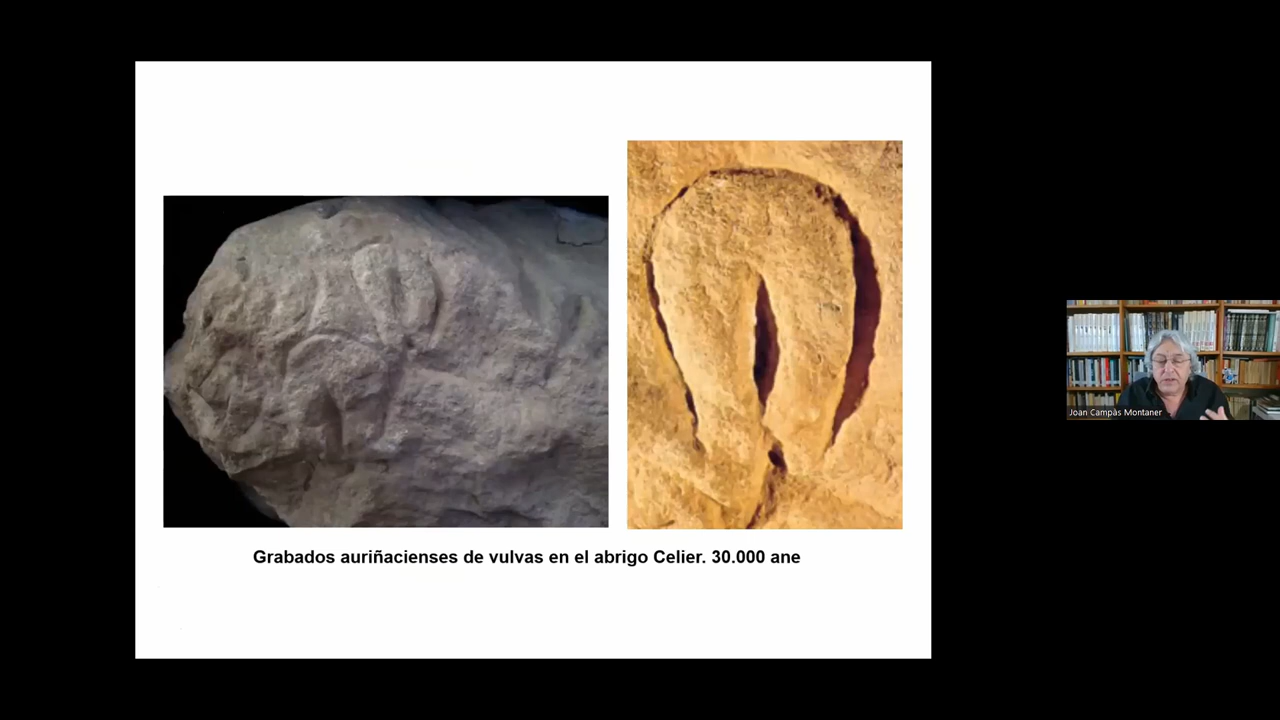 Grabados auriñacienses de vulvas en el abrigo Celier. 30.000 ane
Joan Campàs Montaner